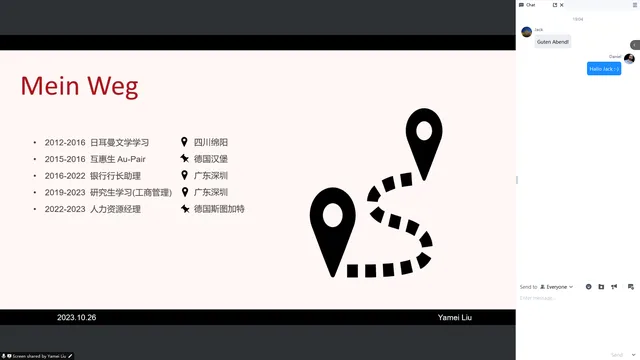 Mein Weg
• 2012-2016 日耳曼文学学习 四川绵阳
• 2015-2016 互惠生 Au-Pair 德国汉堡
• 2016-2022 银行行长助理 广东深圳
• 2019-2023 研究生学习(工商管理) 广东深圳
• 2022-2023 人力资源经理 德国斯图加特
2023.10.26 Yamei Liu
Screen shared by Yamei Liu
Chat
Jack
Guten Abend!
Daniel
Hello Jack :-)
Send to Everyone
Enter message...
Send